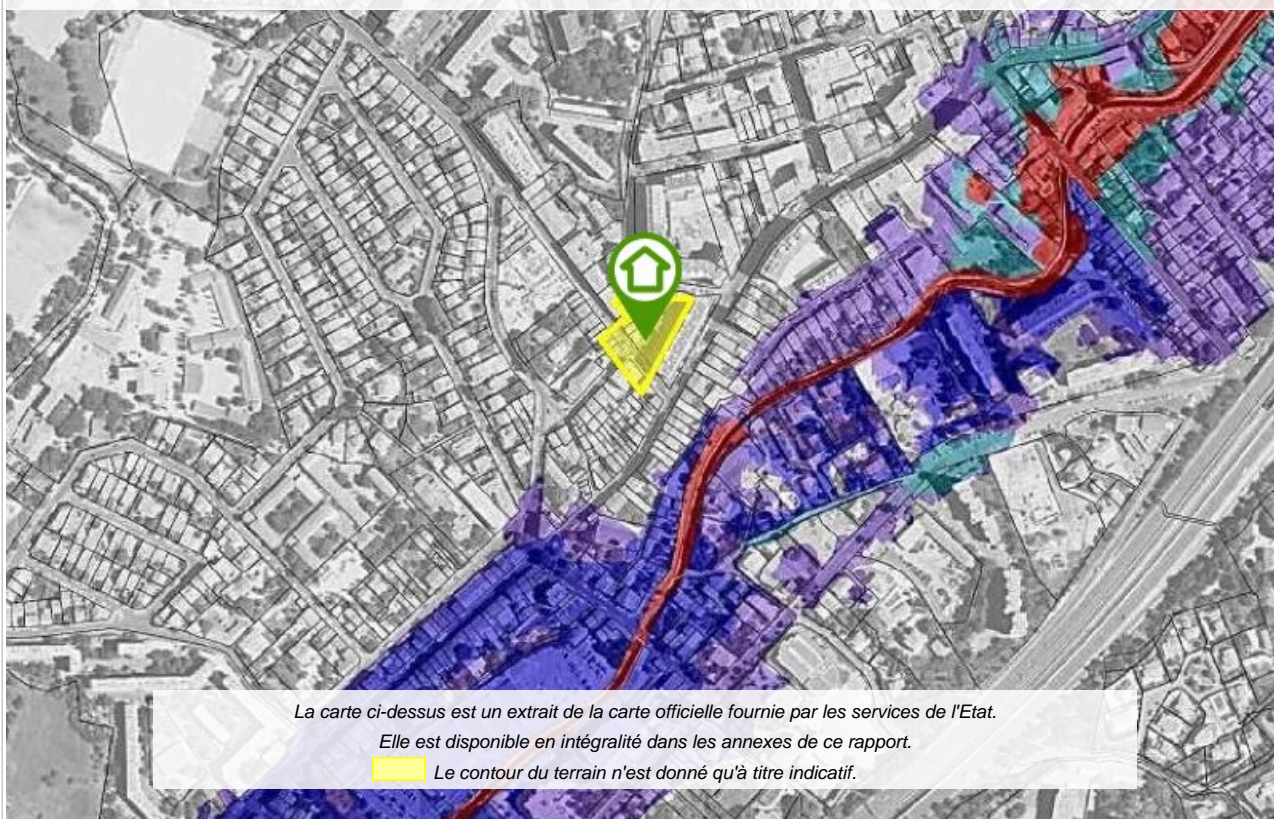 La carte ci-dessus est un extrait de la carte officielle fournie par les services de l'Etat.
Elle est disponible en intégralité dans les annexes de ce rapport.
Le contour du terrain n'est donné qu'à titre indicatif.